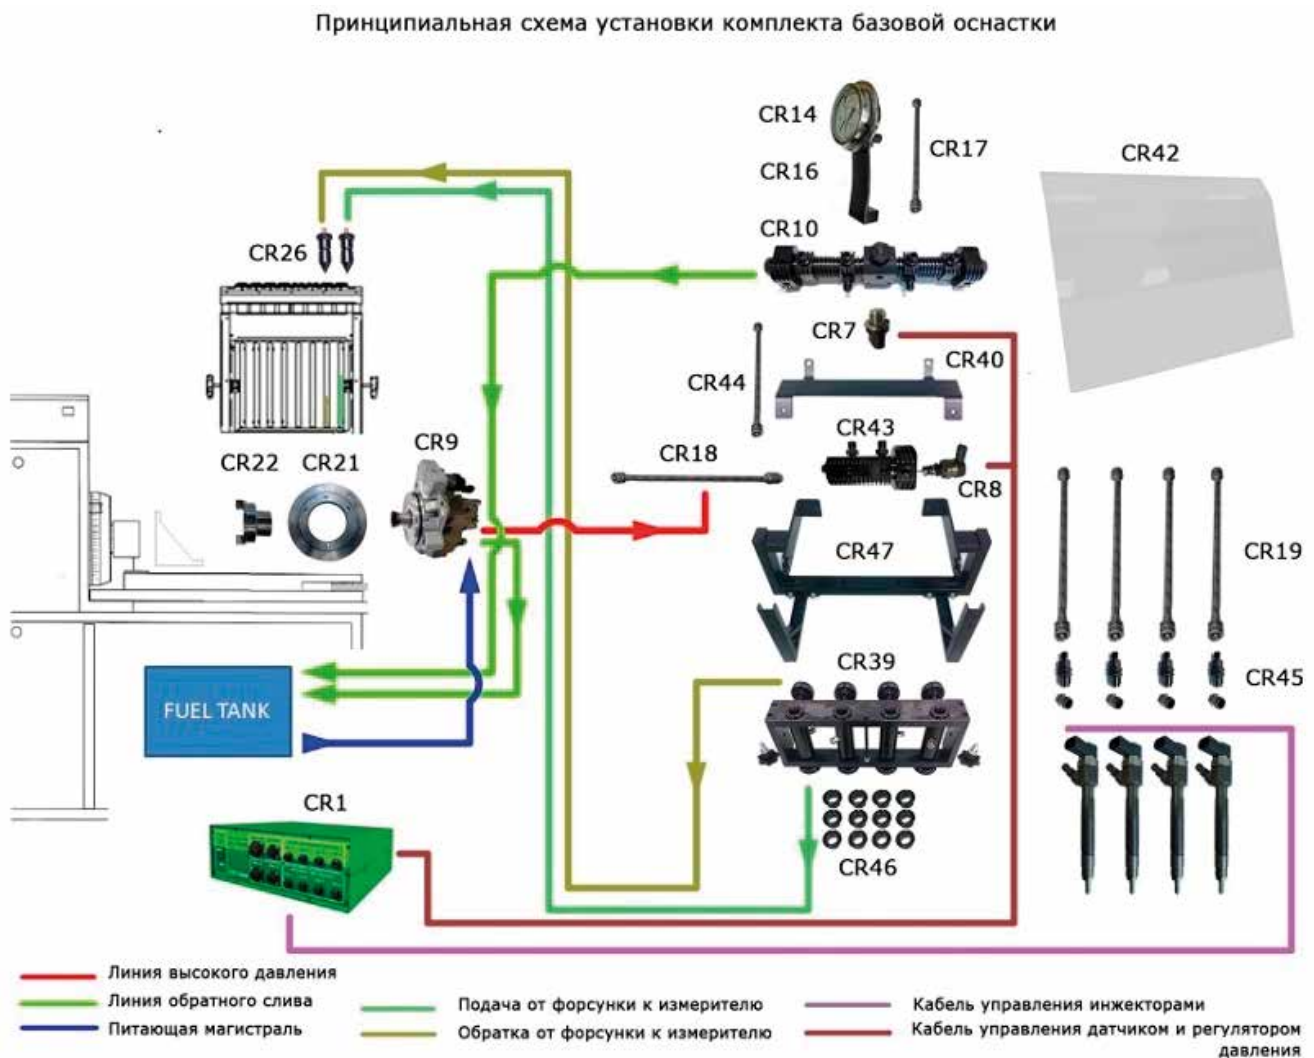 Принципиальная схема установки комплекта базовой оснастки
CR14
CR17
CR42
CR16
CR10
CR26
CR7
CR40
CR44
CR43
CR9
CR22
CR21
CR18
CR8
CR47
CR19
CR39
CR45
FUEL TANK
CR1
CR46
Линия высокого давления
Линия обратного слива
Питающая магистраль
Подача от форсунки к измерителю
Обратка от форсунки к измерителю
Кабель управления инжекторами
Кабель управления датчиком и регулятором
давления